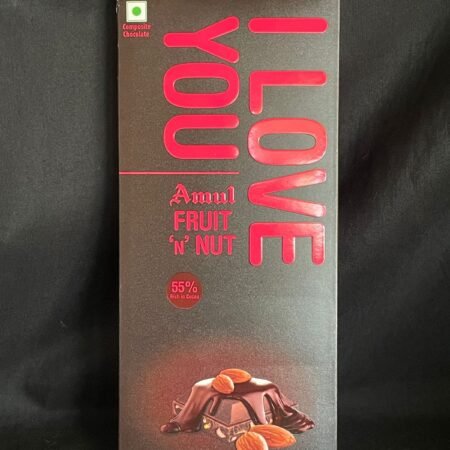 Composite
Chocolate
I LOVE
YOU
Amul
FRUIT
'N' NUT
55%
Rich in Cocoa